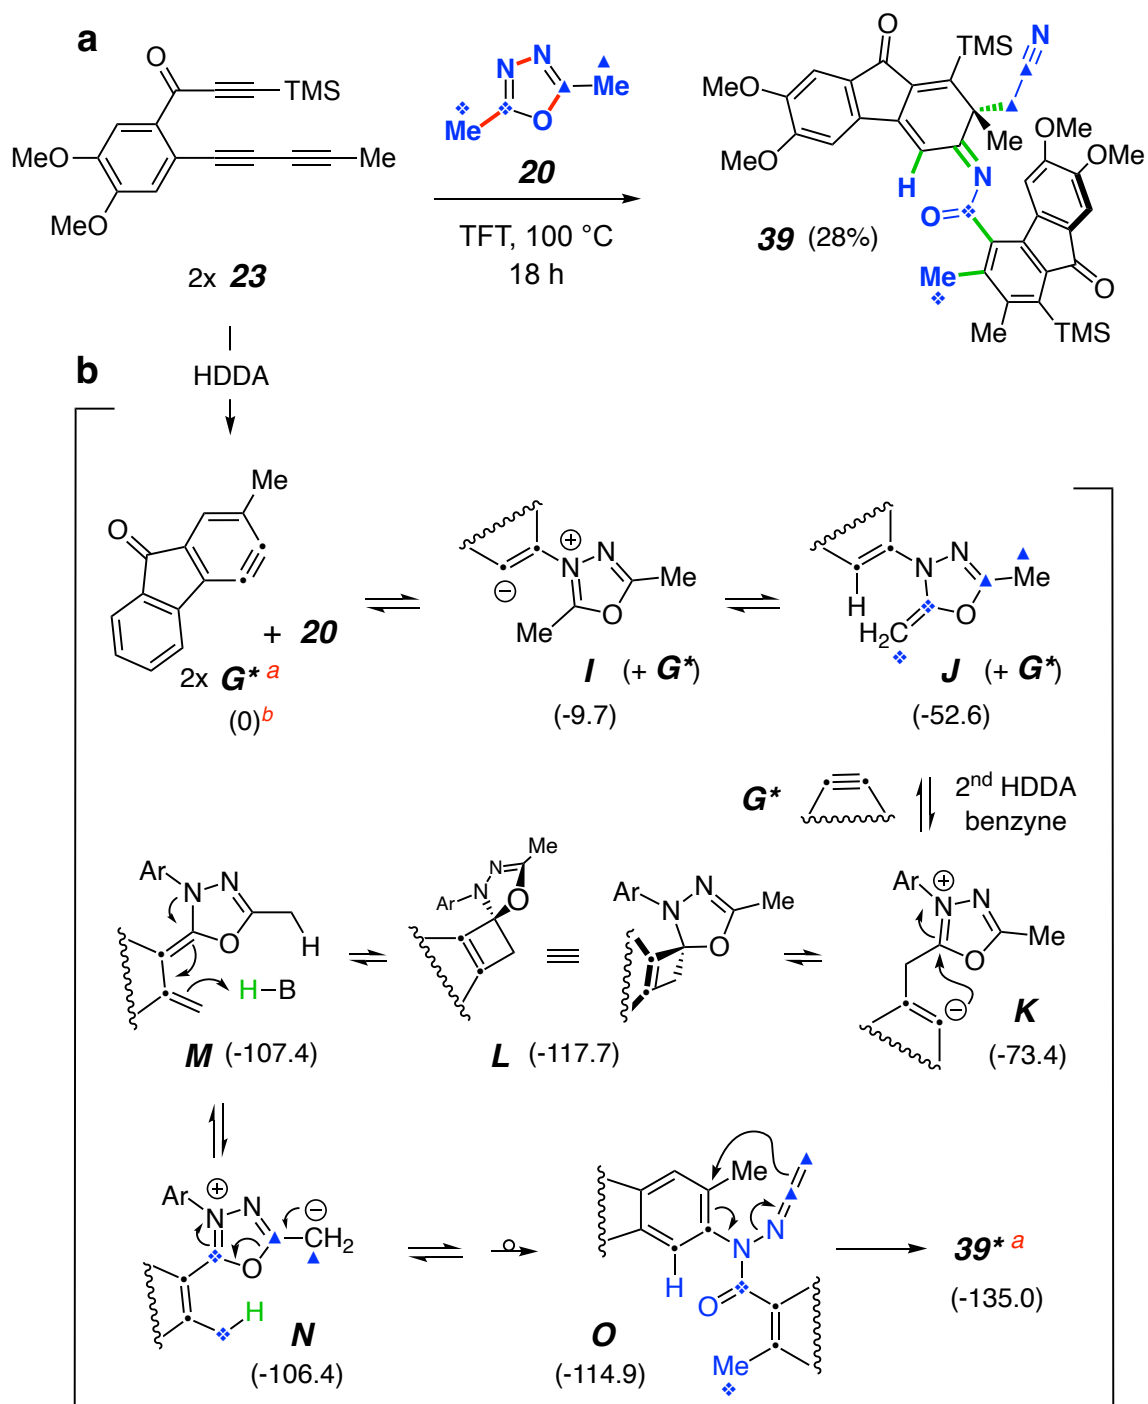 a
O
TMS
MeO
MeO
Me
2x 23
N N
Me
Me
O
20
TFT, 100 °C
18 h
O
TMS
N
MeO
MeO
Me
H
N
O
OMe
OMe
39 (28%)
Me
O
Me
TMS
HDDA
b
Me
O
+ 20
2x G* a
(0)b
⊕
N
N
Me
⊖
O
Me
I (+ G*)
(-9.7)
N
N
Me
H
O
H2C
J (+ G*)
(-52.6)
G*
2nd HDDA
benzyne
Ar
N
N
O
H
H–B
M (-107.4)
Me
N
Ar
N
O
L (-117.7)
Ar
N
N
Me
O
Ar
⊕
N
N
Me
O
⊖
K
(-73.4)
Ar
⊕
N
N
⊖
CH2
O
H
N
(-106.4)
Me
N
N
H
O
O
Me
(-114.9)
39* a
(-135.0)